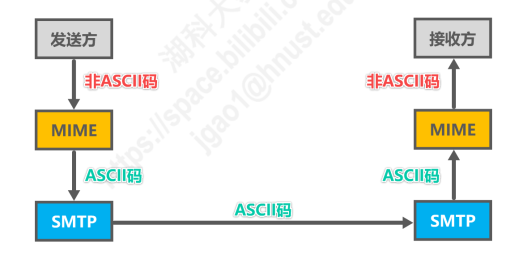 发送方
接收方
非ASCII码
非ASCII码
MIME
MIME
ASCII码
ASCII码
SMTP
ASCII码
SMTP
湖科大
https://space.bilibili.co
jgao1@hnust.ed